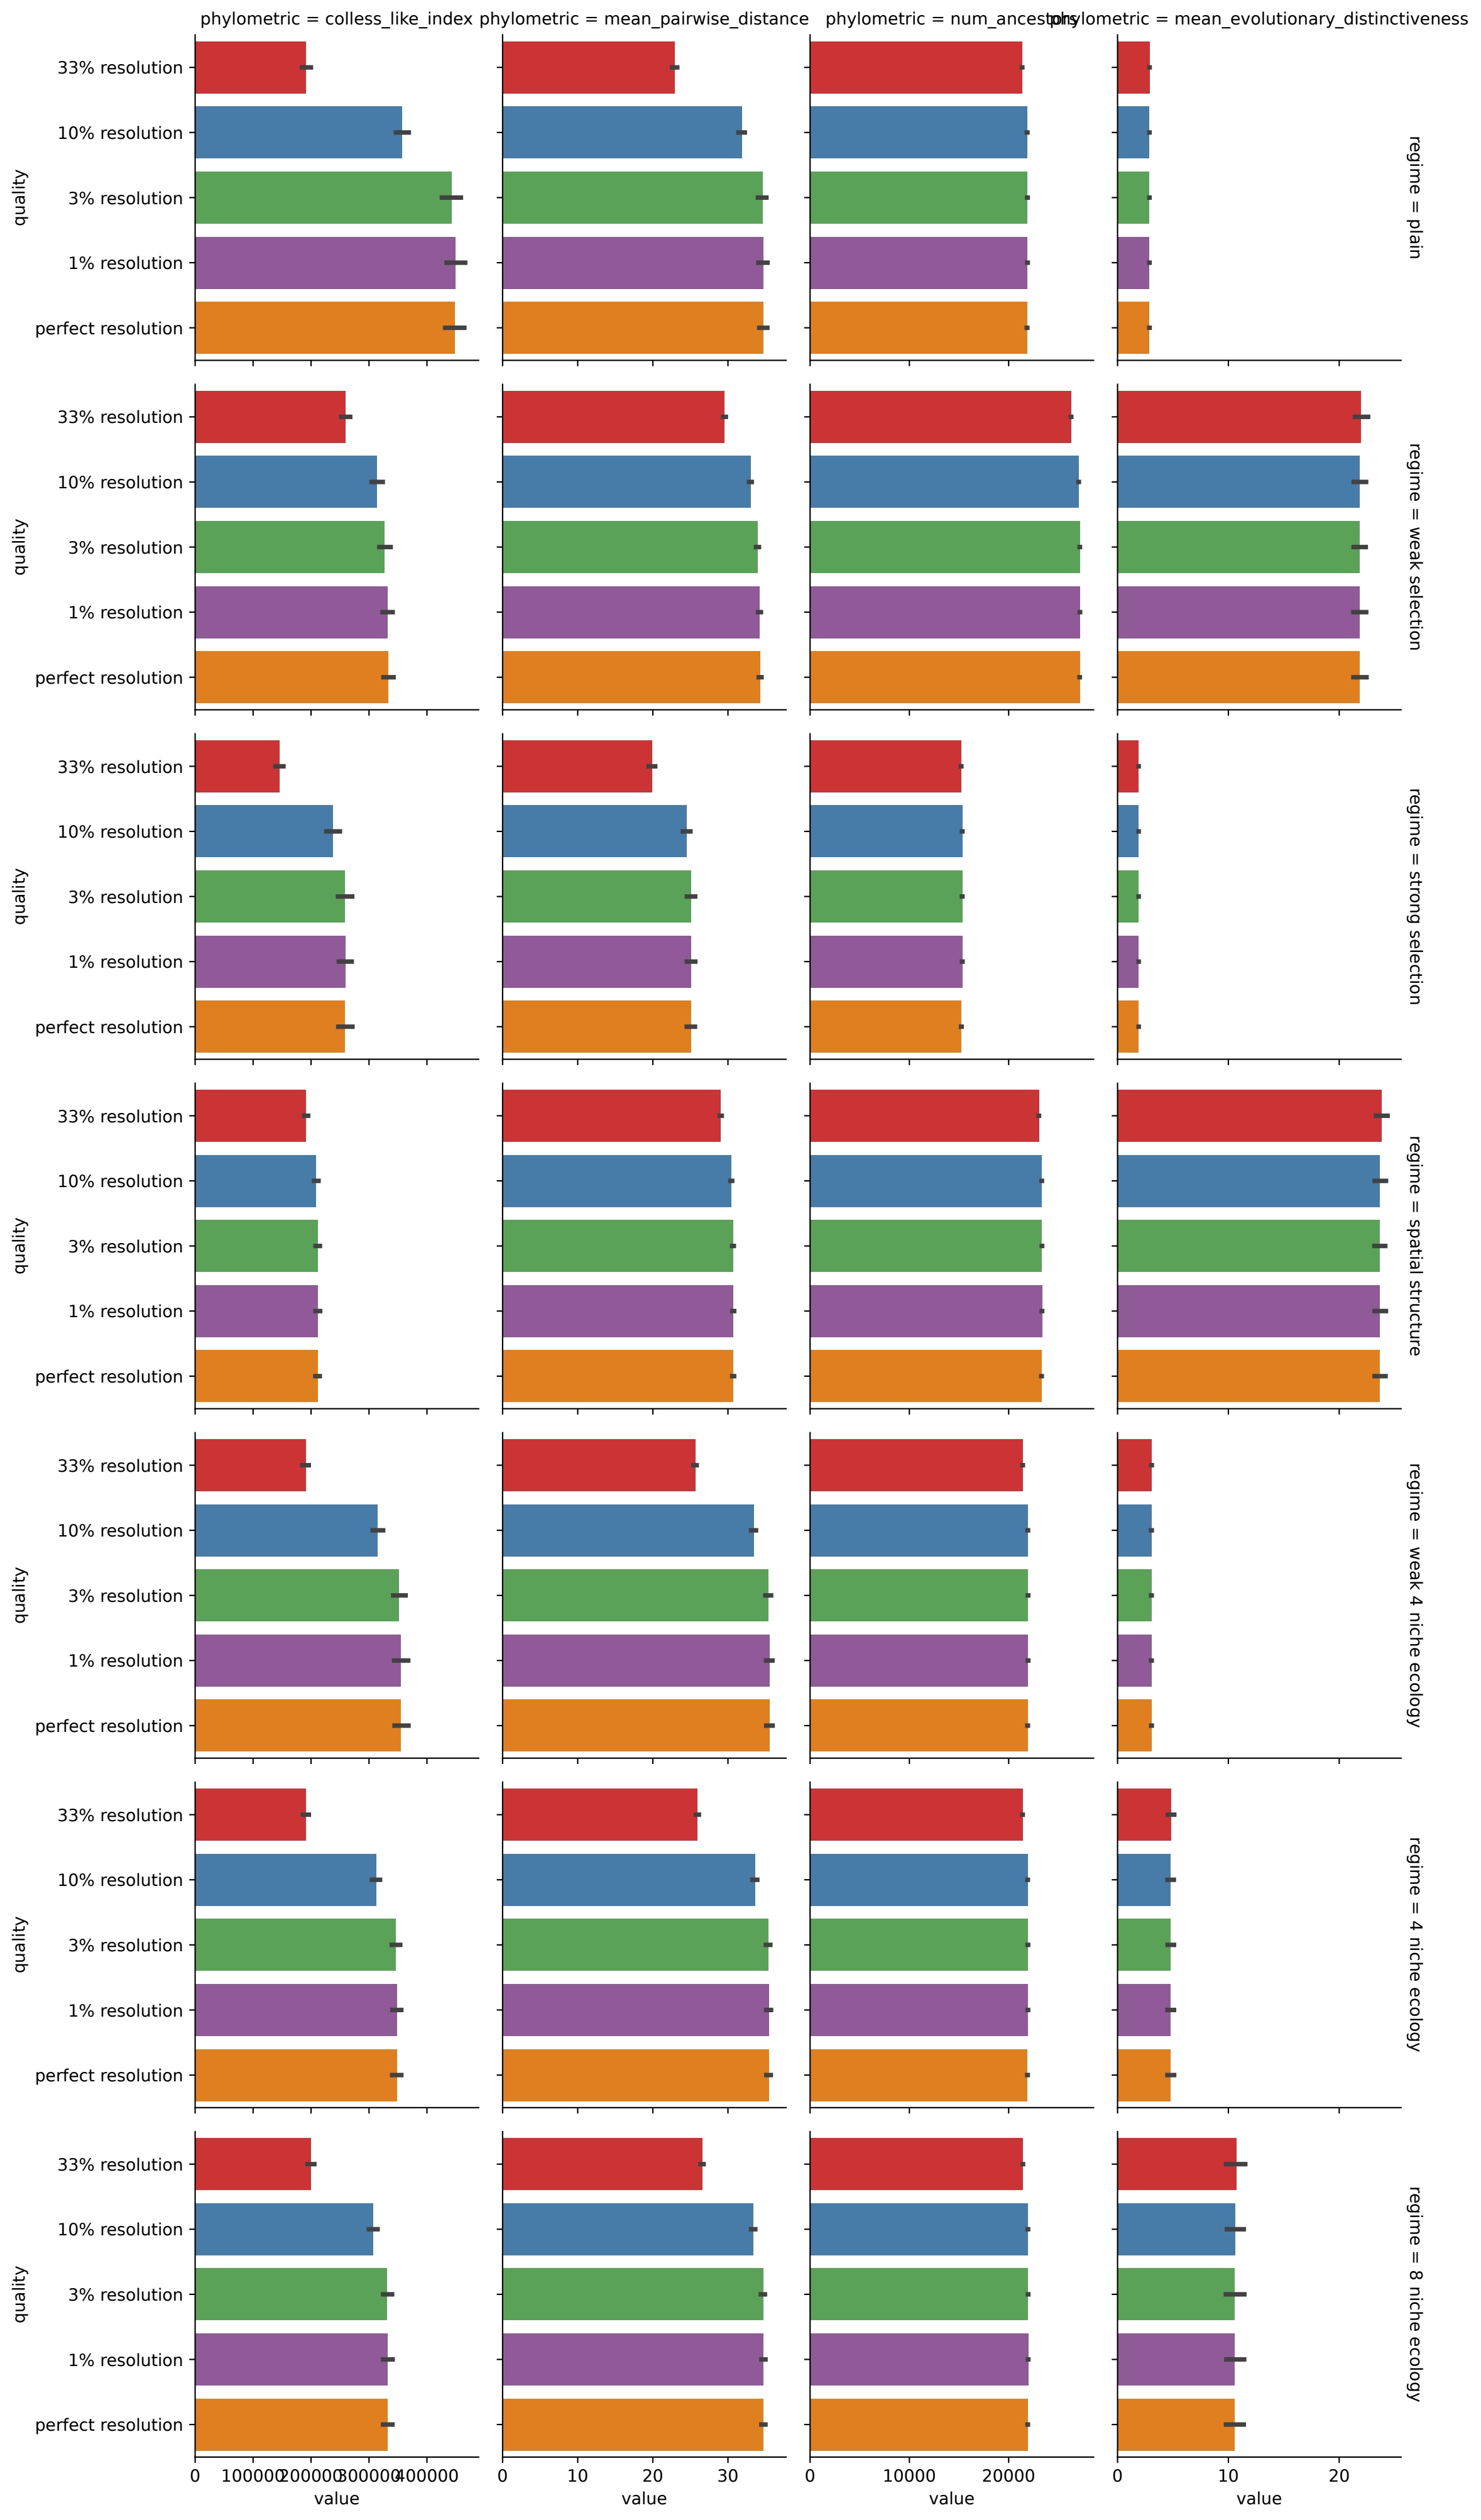 phylometric = colless_like_index
phylometric = mean_pairwise_distance
phylometric = num_ancestors
phylometric = mean_evolutionary_distinctiveness
33% resolution
10% resolution
3% resolution
1% resolution
perfect resolution
quality
regime = plain
33% resolution
10% resolution
3% resolution
1% resolution
perfect resolution
quality
regime = weak selection
33% resolution
10% resolution
3% resolution
1% resolution
perfect resolution
quality
regime = strong selection
33% resolution
10% resolution
3% resolution
1% resolution
perfect resolution
quality
regime = spatial structure
33% resolution
10% resolution
3% resolution
1% resolution
perfect resolution
quality
regime = weak 4 niche ecology
33% resolution
10% resolution
3% resolution
1% resolution
perfect resolution
quality
regime = 4 niche ecology
33% resolution
10% resolution
3% resolution
1% resolution
perfect resolution
quality
regime = 8 niche ecology
0 100000 200000 300000 400000
0 10 20 30
0 10000 20000
0 10 20
value
value
value
value